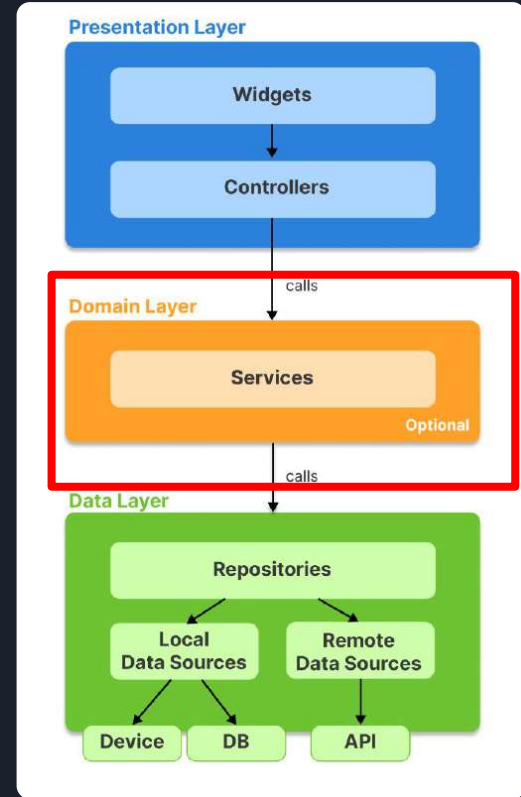 Presentation Layer
Widgets
Controllers
calls
Domain Layer
Services
Optional
calls
Data Layer
Repositories
Local
Data Sources
Remote
Data Sources
Device
DB
API